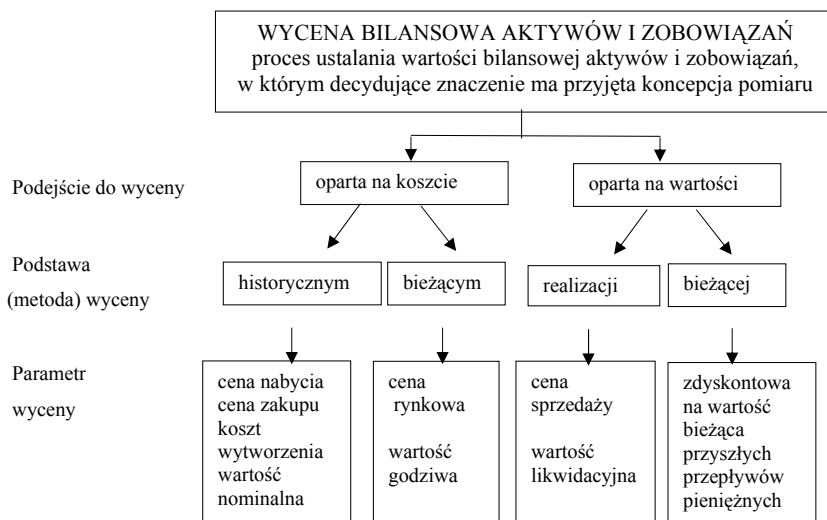 WYCENA BILANSOWA AKTYWÓW I ZOBOWIĄZAŃ
proces ustalania wartości bilansowej aktywów i zobowiązań,
w którym decydujące znaczenie ma przyjęta koncepcja pomiaru
Podejście do wyceny
oparta na koszcie
oparta na wartości
Podstawa
(metoda) wyceny
historycznym
bieżącym
realizacji
bieżącej
Parametr
wyceny
cena nabycia
cena zakupu
koszt
wytworzenia
wartość
nominalna
cena
rynkowa
wartość
godziwa
cena
sprzedaży
wartość
likwidacyjna
zdyskontowa
na wartość
bieżąca
przyszłych
przepływów
pieniężnych